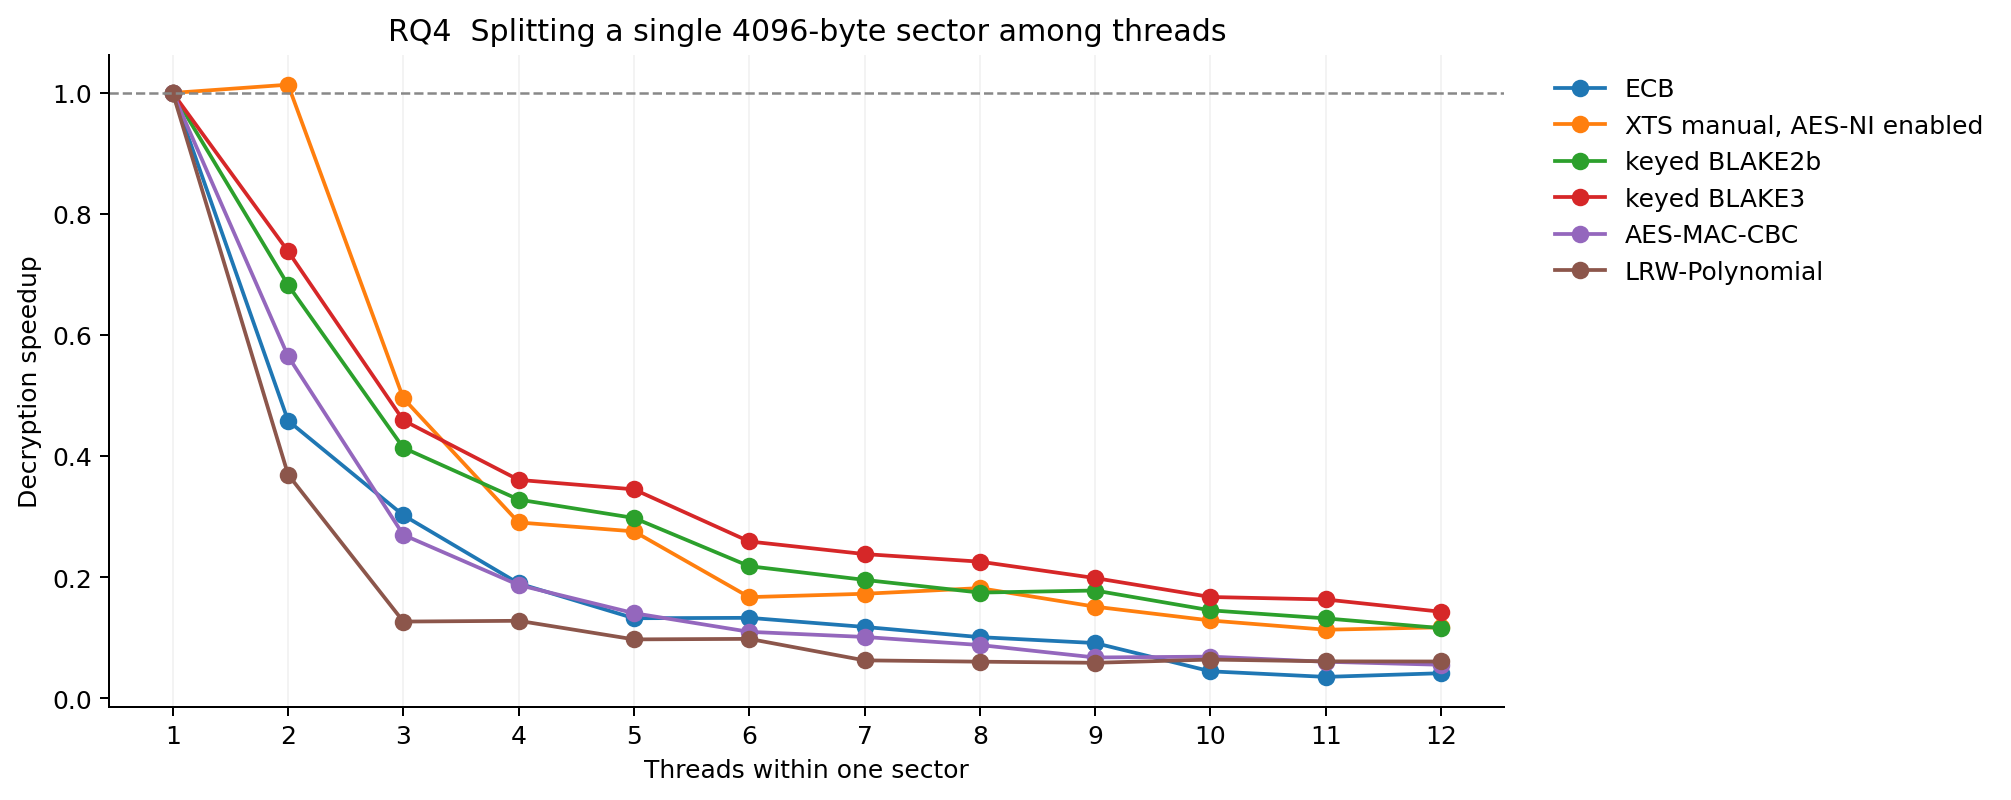 RQ4  Splitting a single 4096-byte sector among threads
Decryption speedup
1.0
0.8
0.6
0.4
0.2
0.0
1 2 3 4 5 6 7 8 9 10 11 12
Threads within one sector
ECB
XTS manual, AES-NI enabled
keyed BLAKE2b
keyed BLAKE3
AES-MAC-CBC
LRW-Polynomial